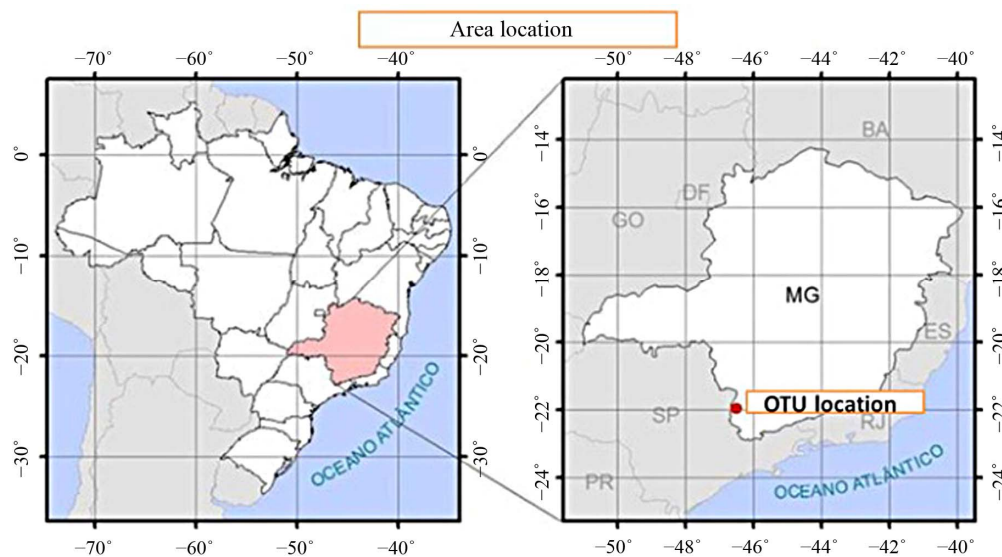 Area location
−70° −60° −50° −40°
−50° −48° −46° −44° −42° −40°
0° 0°
−10° −10°
−20° −20°
−30° −30°
OCEANO ATLÂNTICO
−70° −60° −50° −40°
−14° −14°
−16° −16°
−18° −18°
−20° −20°
−22° −22°
−24° −24°
BA
DF
GO
MG
ES
OTU location
SP
RJ
PR
OCEANO ATLÂNTICO
−50° −48° −46° −44° −42° −40°